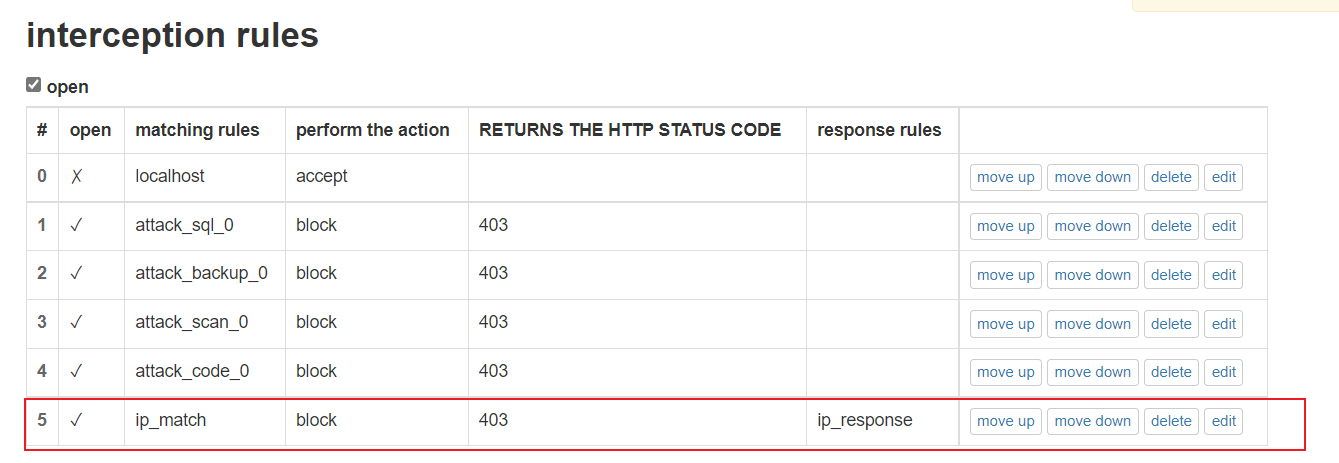 interception rules
open
# open matching rules perform the action RETURNS THE HTTP STATUS CODE response rules
0 ✗ localhost accept move up move down delete edit
1 ✓ attack_sql_0 block 403 move up move down delete edit
2 ✓ attack_backup_0 block 403 move up move down delete edit
3 ✓ attack_scan_0 block 403 move up move down delete edit
4 ✓ attack_code_0 block 403 move up move down delete edit
5 ✓ ip_match block 403 ip_response move up move down delete edit